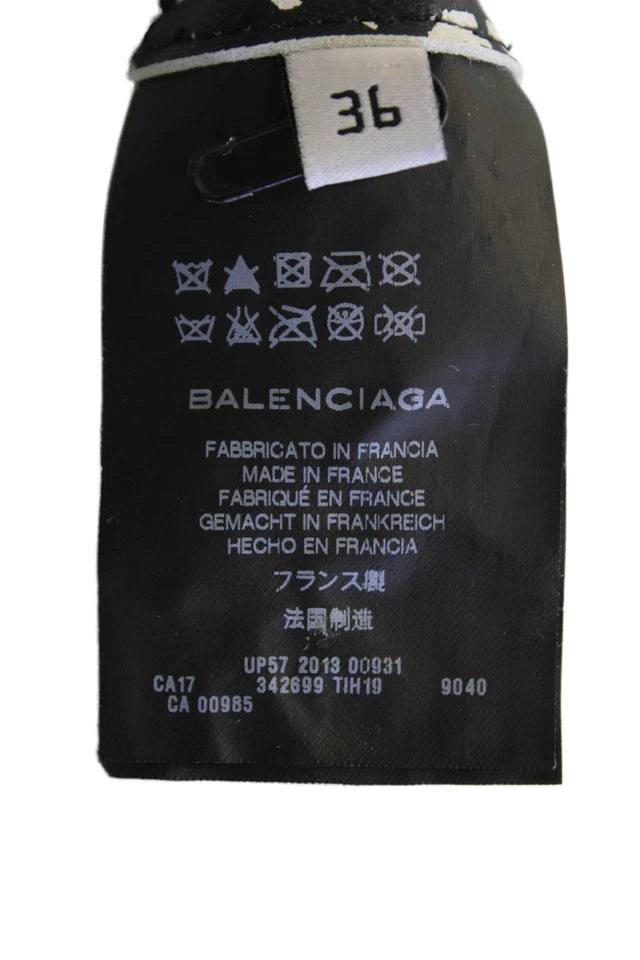 36
BALENCIAGA
FABBRICATO IN FRANCIA
MADE IN FRANCE
FABRIQUÉ EN FRANCE
GEMACHT IN FRANKREICH
HECHO EN FRANCIA
フランス製
法国制造
UP57 2013 00931
CA17 342699 TIH19 9040
CA 00985